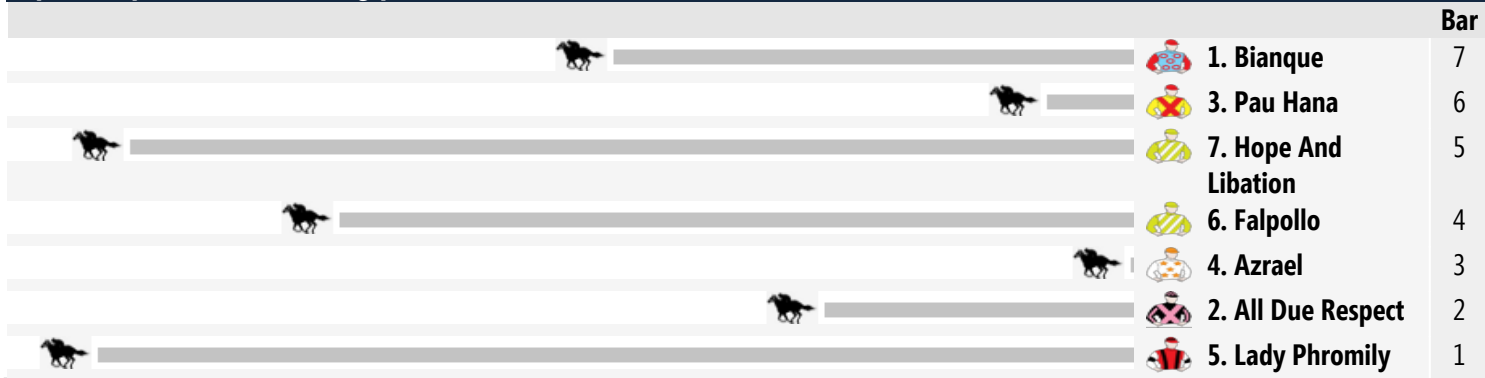 Bar
1. Bianque 7
3. Pau Hana 6
7. Hope And 5
Libation
6. Falpollo 4
4. Azrael 3
2. All Due Respect 2
5. Lady Phromily 1